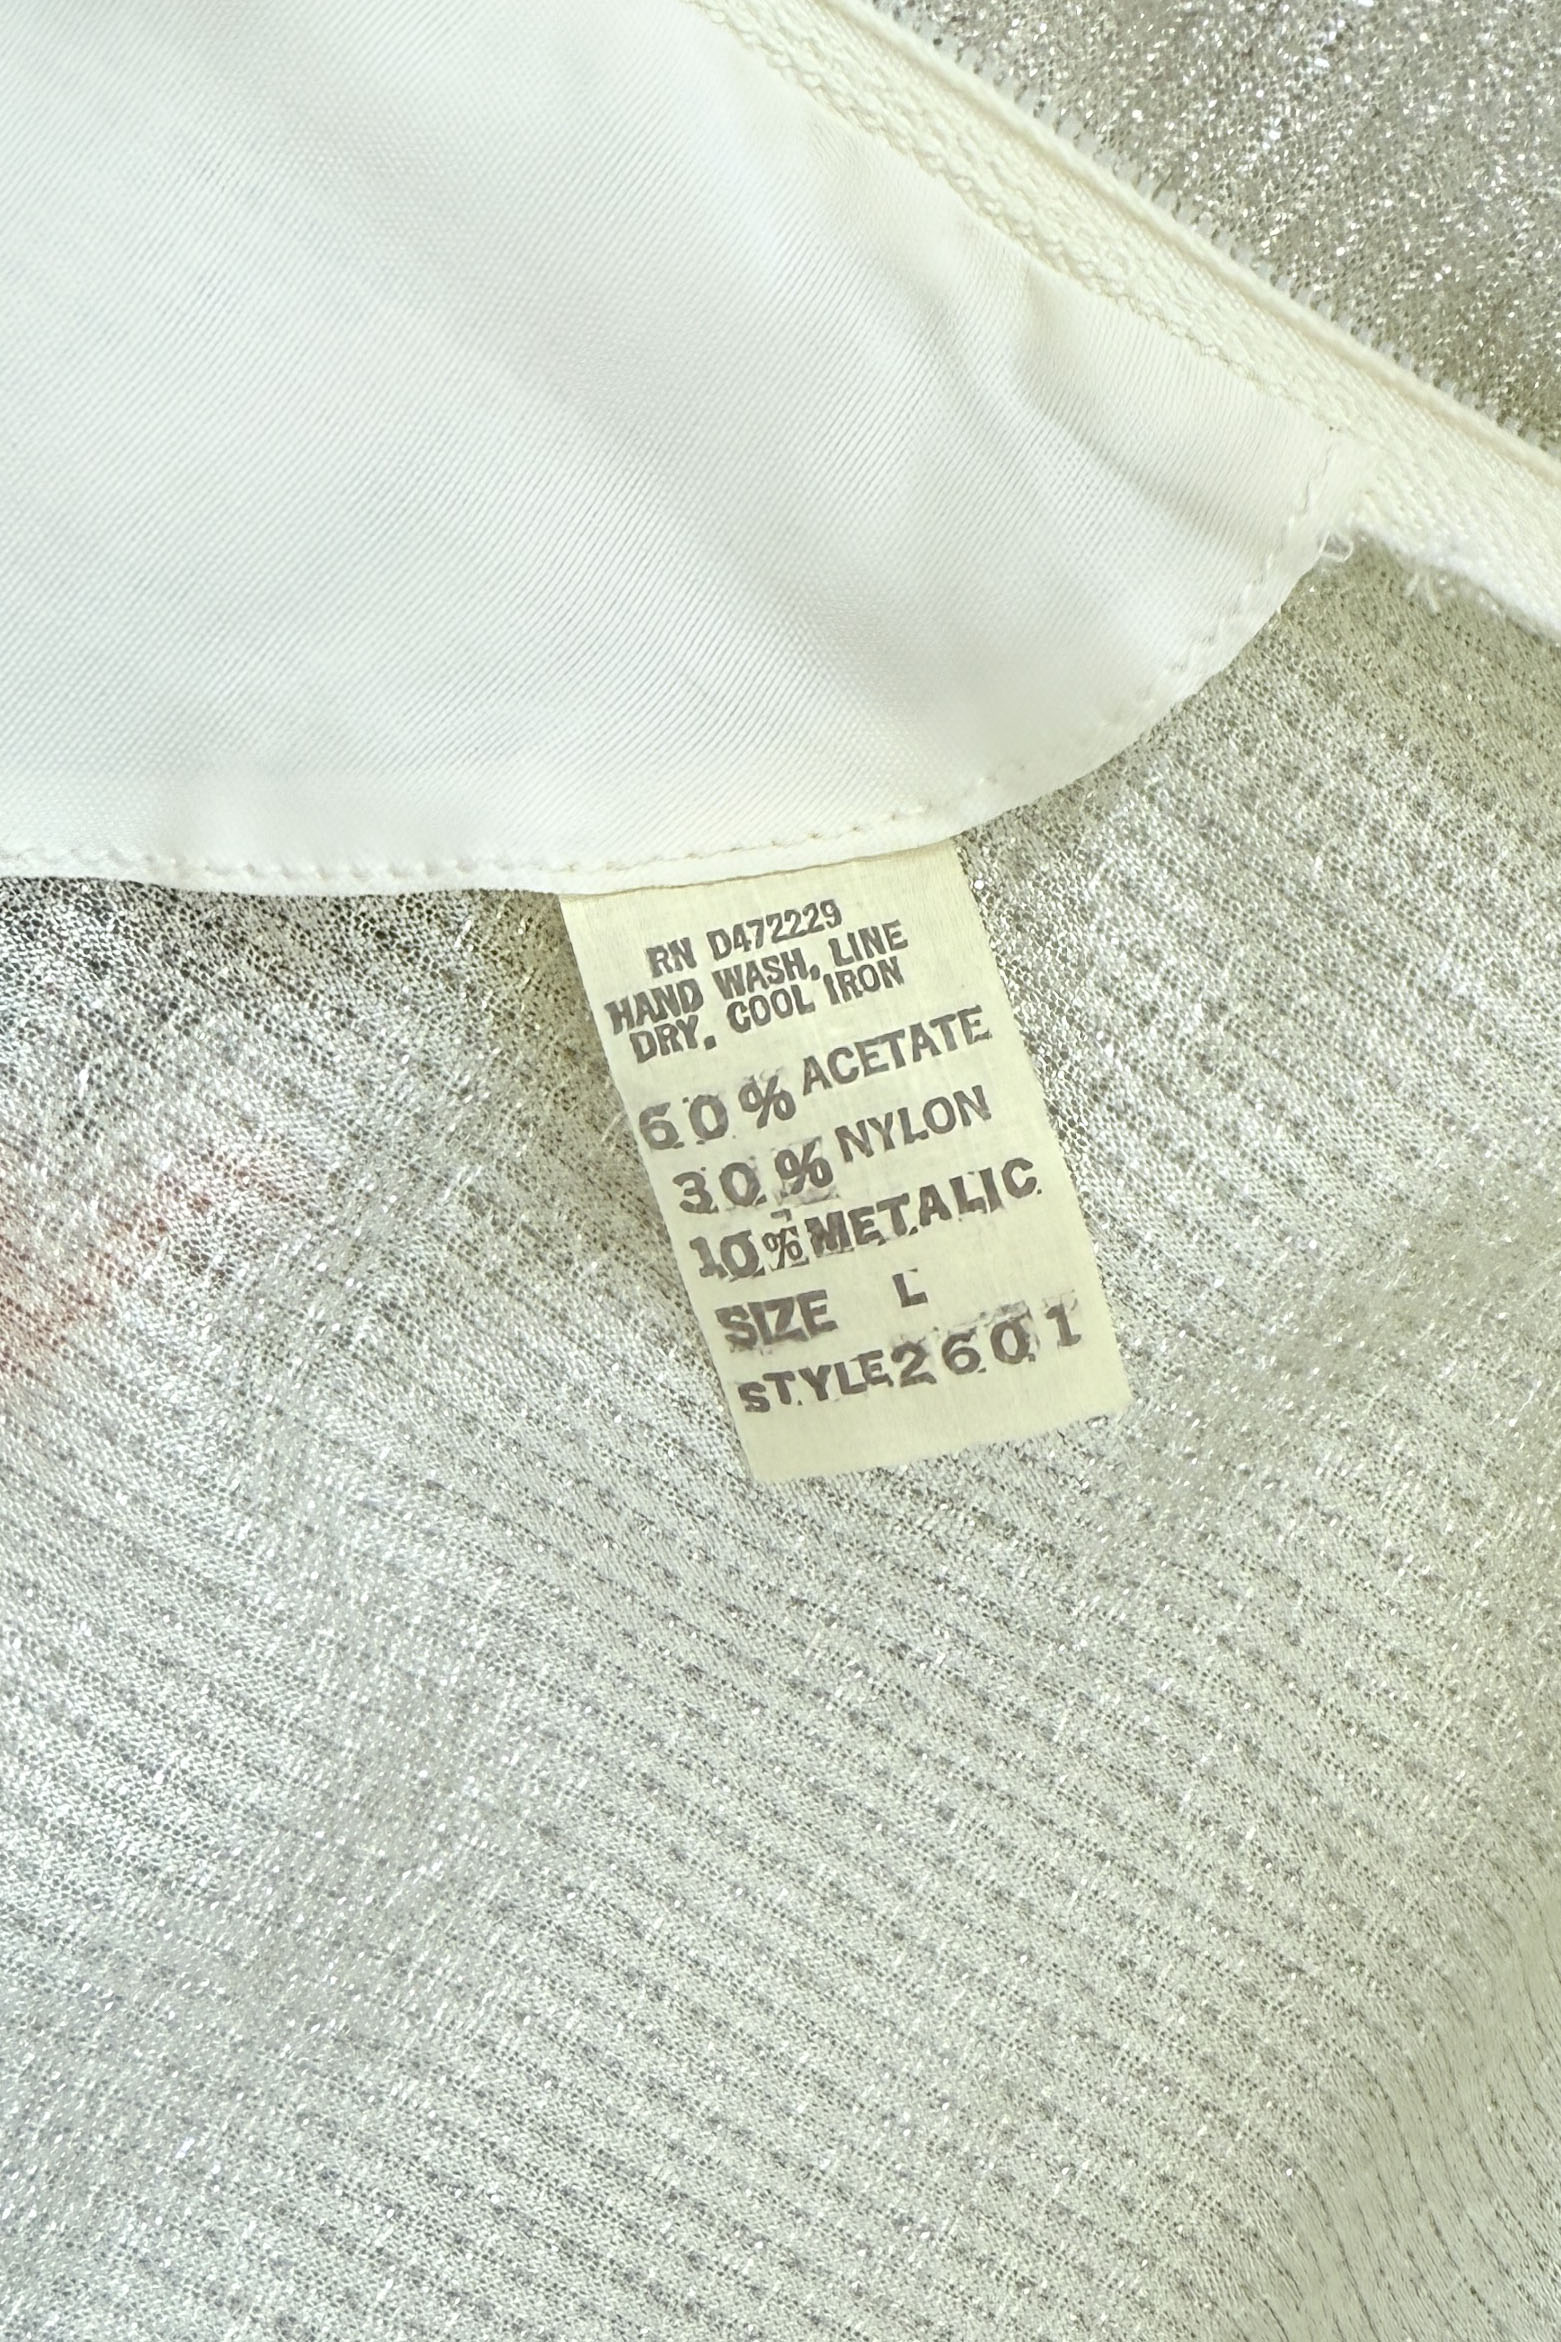 RN D472229
HAND WASH, LINE
DRY. COOL IRON
60% ACETATE
30% NYLON
10% METALIC
SIZE L
STYLE 2601